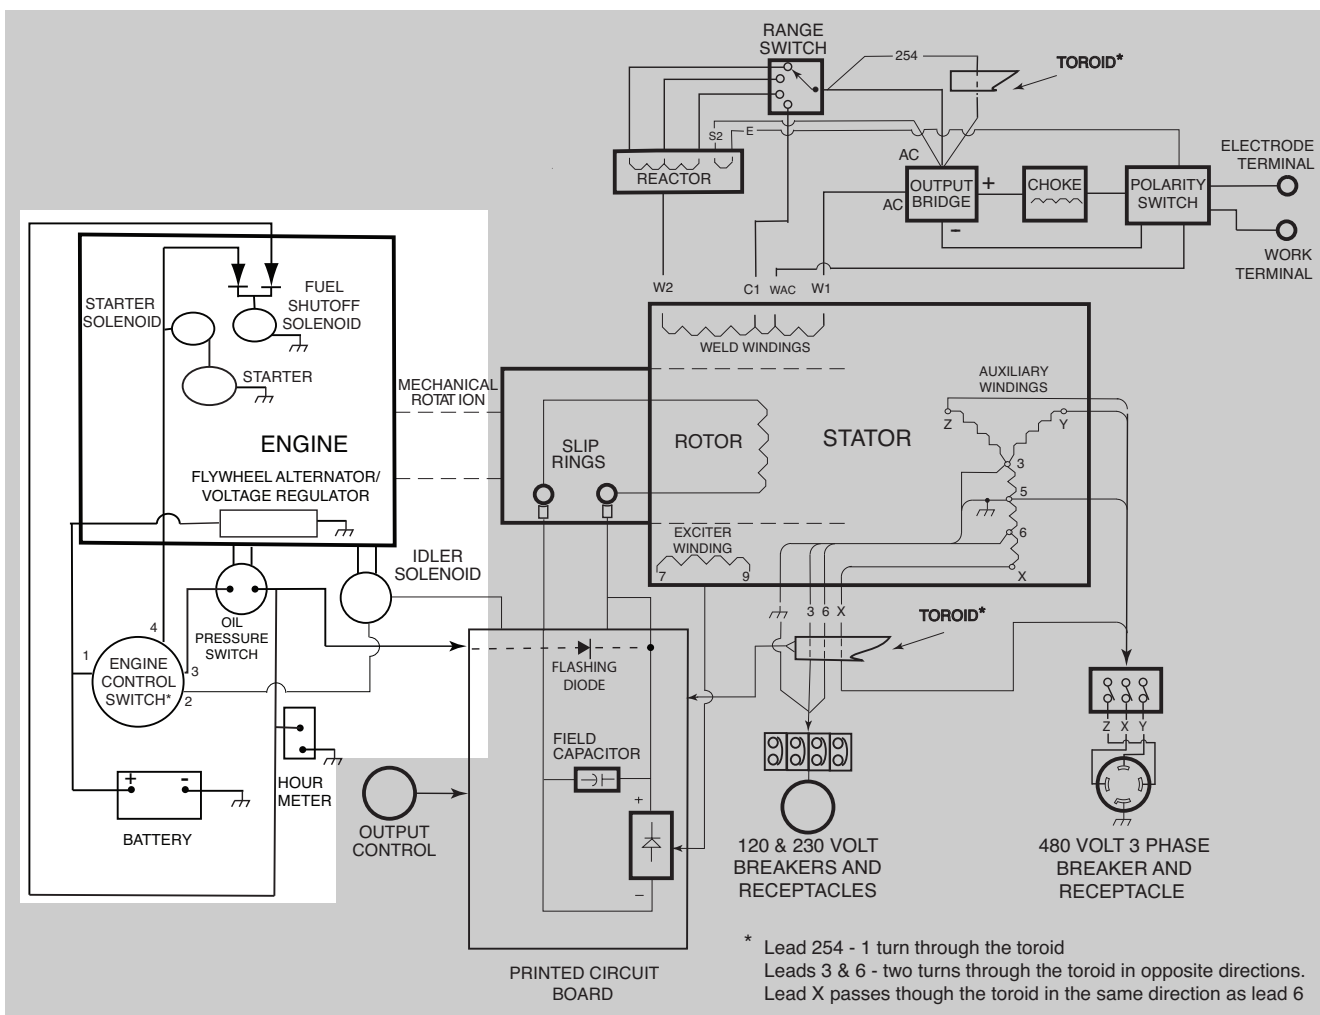 RANGE
SWITCH
254
TOROID*
S2
E
REACTOR
AC
AC
OUTPUT
BRIDGE
+
-
CHOKE
POLARITY
SWITCH
ELECTRODE
TERMINAL
WORK
TERMINAL
W2
C1
WAC
W1
WELD WINDINGS
STARTER
SOLENOID
FUEL
SHUTOFF
SOLENOID
STARTER
ENGINE
FLYWHEEL ALTERNATOR/
VOLTAGE REGULATOR
MECHANICAL
ROTATION
SLIP
RINGS
ROTOR
STATOR
AUXILIARY
WINDINGS
Z
Y
3
5
6
X
EXCITER
WINDING
7
9
IDLER
SOLENOID
OIL
PRESSURE
SWITCH
4
1
3
2
ENGINE
CONTROL
SWITCH*
HOUR
METER
+
-
BATTERY
OUTPUT
CONTROL
FLASHING
DIODE
FIELD
CAPACITOR
+
-
PRINTED CIRCUIT
BOARD
3
6
X
TOROID*
120 & 230 VOLT
BREAKERS AND
RECEPTACLES
Z
X
Y
480 VOLT 3 PHASE
BREAKER AND
RECEPTACLE
* Lead 254 - 1 turn through the toroid
Leads 3 & 6 - two turns through the toroid in opposite directions.
Lead X passes though the toroid in the same direction as lead 6